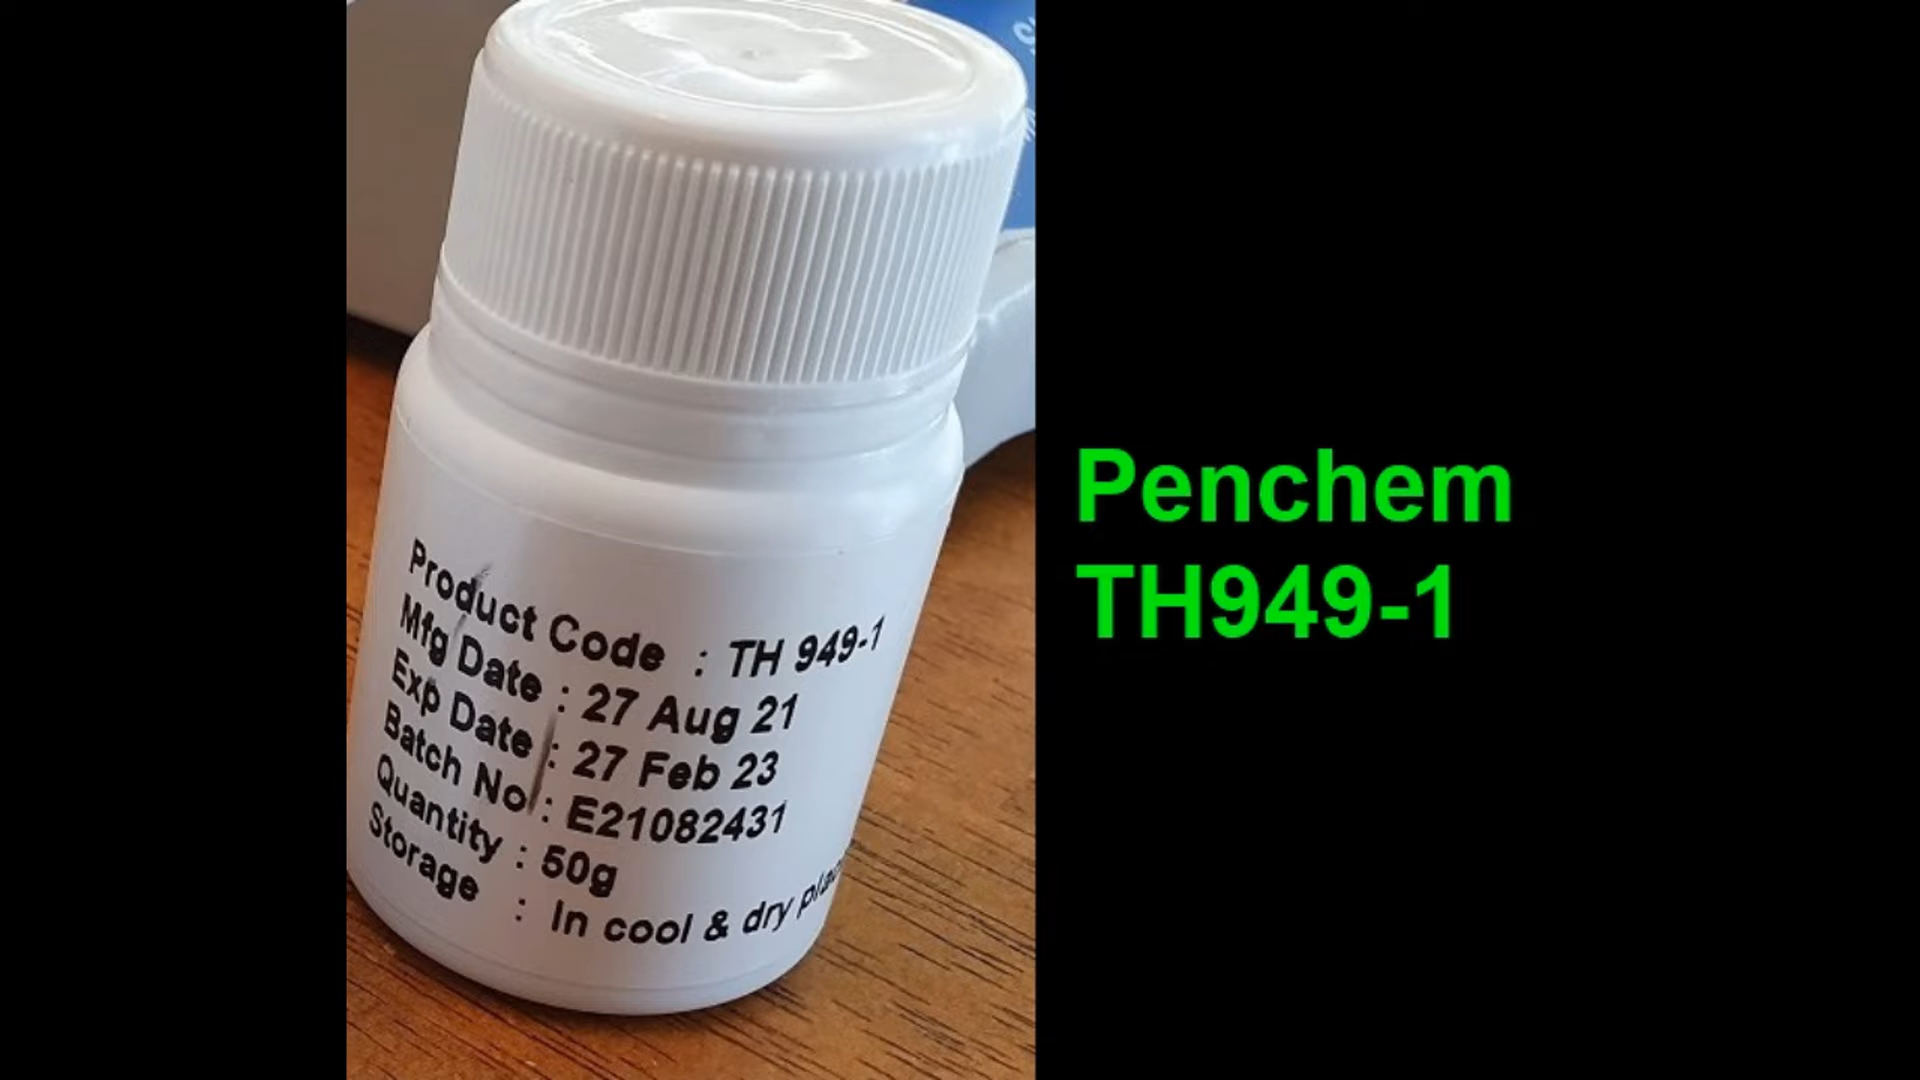 Product Code : TH 949-1
Mfg Date : 27 Aug 21
Exp Date : 27 Feb 23
Batch No : E21082431
Quantity : 50g
Storage : In cool & dry
Penchem
TH949-1